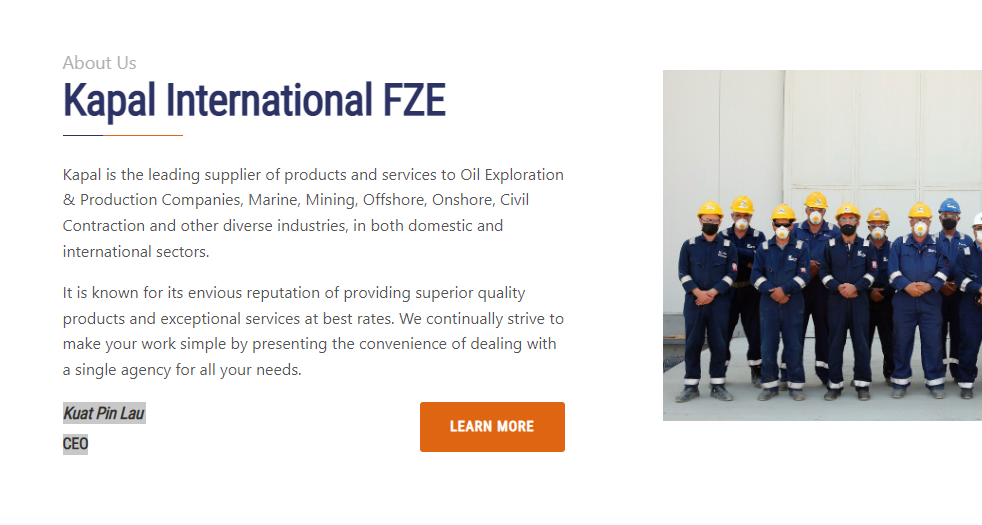 About Us
Kapal International FZE
Kapal is the leading supplier of products and services to Oil Exploration
& Production Companies, Marine, Mining, Offshore, Onshore, Civil
Contraction and other diverse industries, in both domestic and
international sectors.
It is known for its envious reputation of providing superior quality
products and exceptional services at best rates. We continually strive to
make your work simple by presenting the convenience of dealing with
a single agency for all your needs.
Kuat Pin Lau
CEO
LEARN MORE